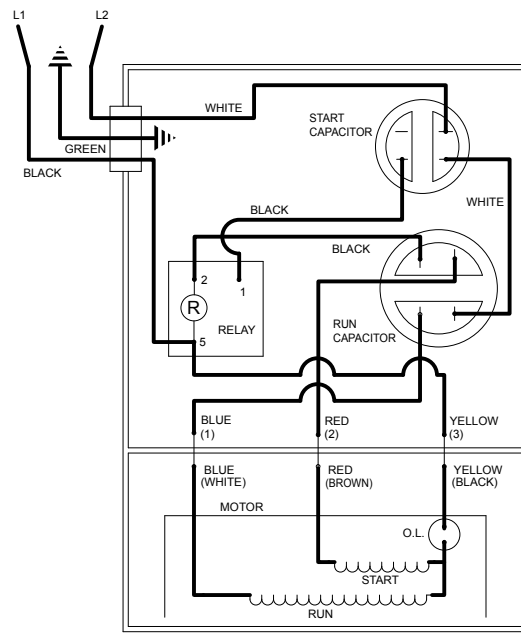 L1
L2
WHITE
START
CAPACITOR
GREEN
BLACK
WHITE
BLACK
BLACK
2
1
R
RELAY
RUN
CAPACITOR
5
BLUE
(1)
RED
(2)
YELLOW
(3)
BLUE
(WHITE)
RED
(BROWN)
YELLOW
(BLACK)
MOTOR
O.L.
START
RUN